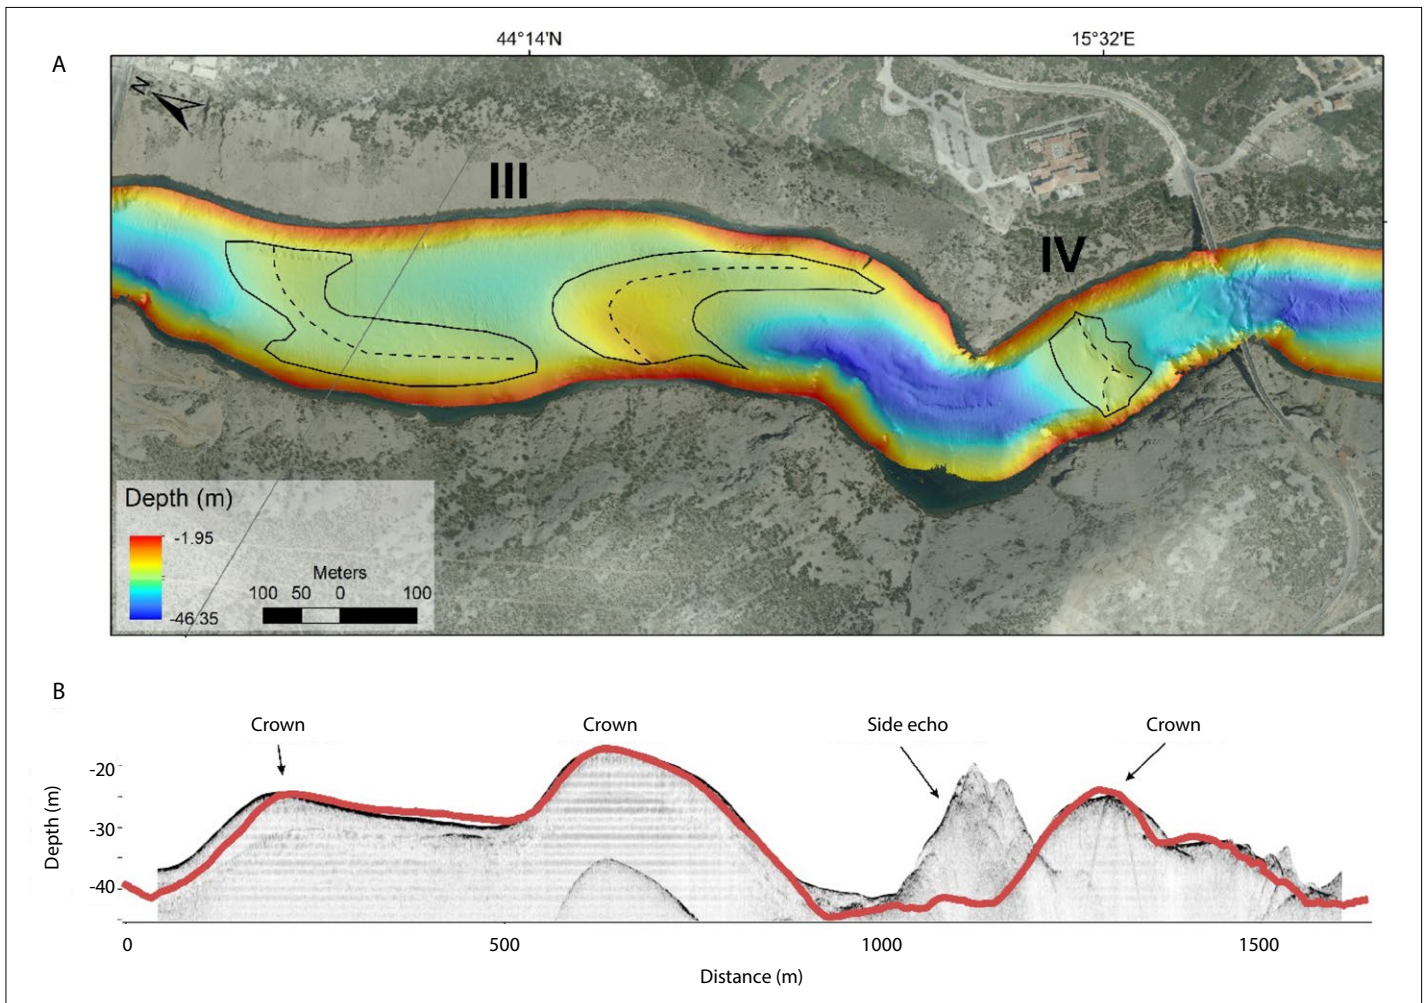 44°14'N 15°32'E
A
N
III
IV
Depth (m)
-1.95
-46.35
Meters
100 50 0 100
B
Crown Crown Side echo Crown
Depth (m)
-20
-30
-40
0 500 1000 1500
Distance (m)